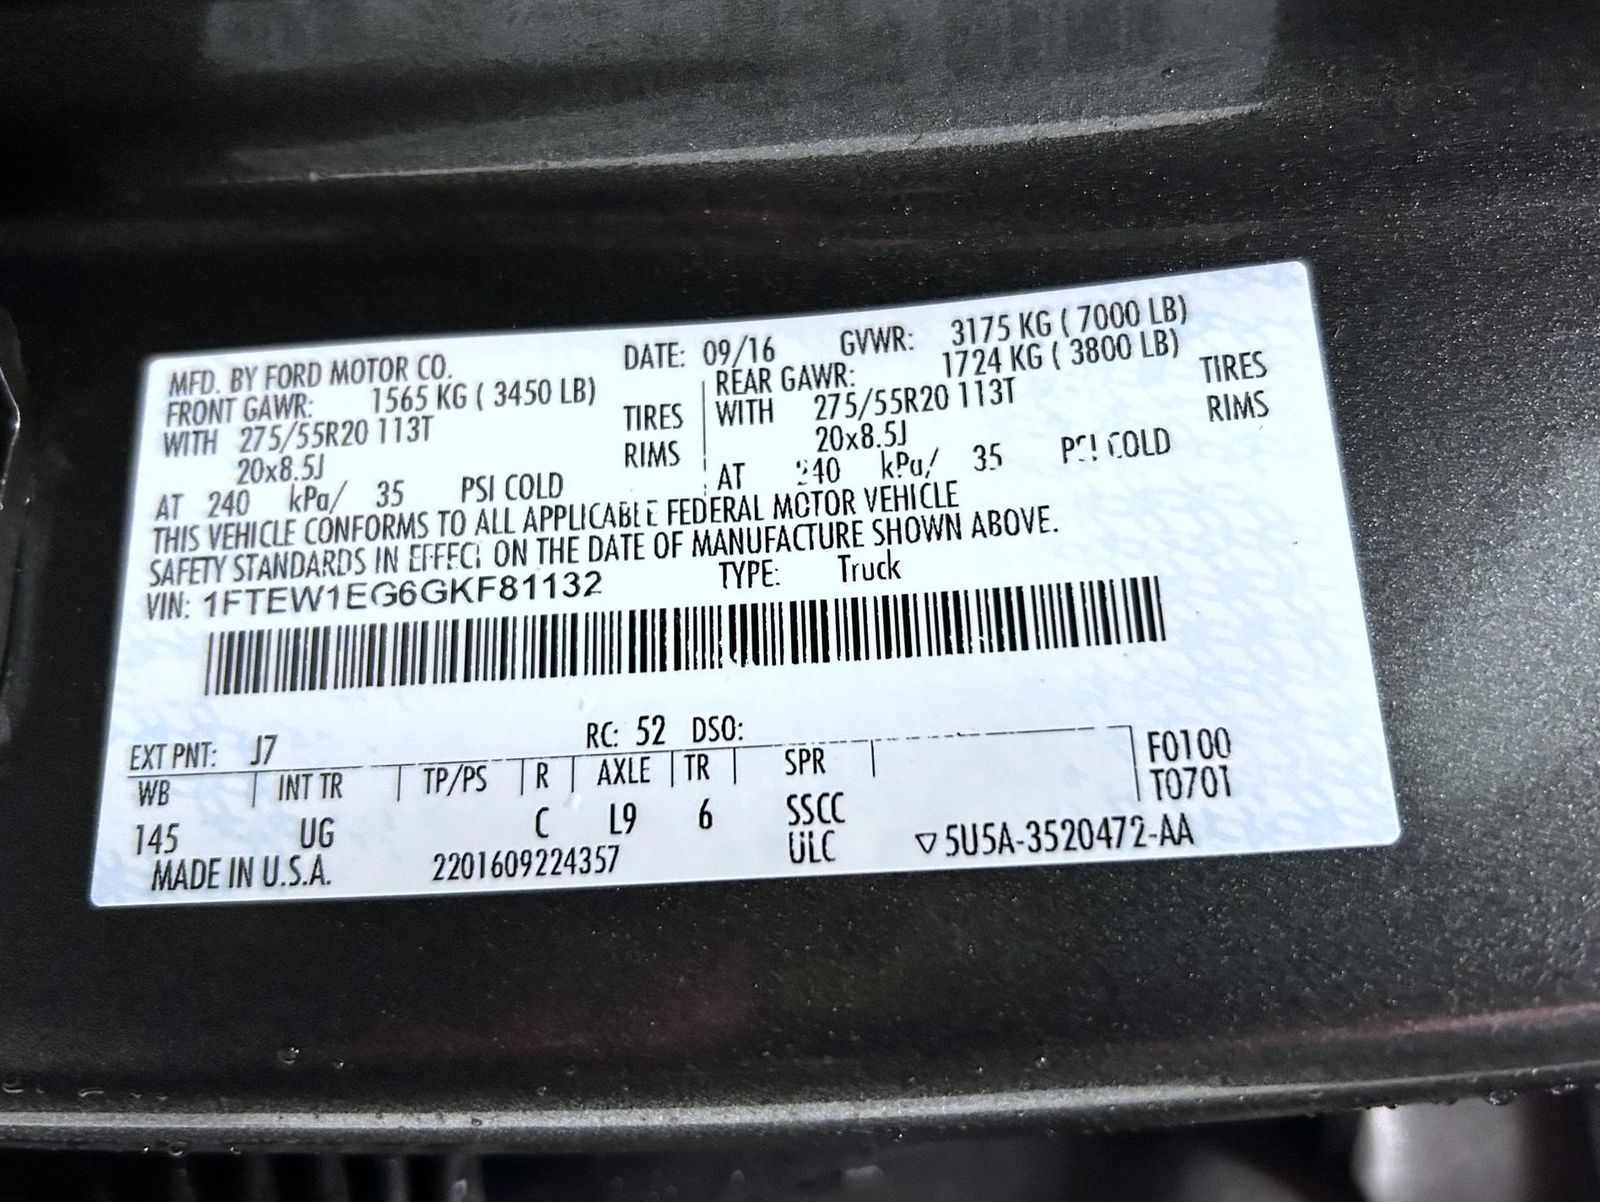 MFD. BY FORD MOTOR CO. DATE: 09/16 GVWR: 3175 KG ( 7000 LB)
FRONT GAWR: 1565 KG ( 3450 LB) REAR GAWR: 1724 KG ( 3800 LB)
WITH 275/55R20 113T TIRES WITH 275/55R20 113T TIRES
20x8.5J RIMS 20x8.5J RIMS
AT 240 kPa/ 35 PSI COLD AT 240 kPa/ 35 PSI COLD
THIS VEHICLE CONFORMS TO ALL APPLICABLE FEDERAL MOTOR VEHICLE
SAFETY STANDARDS IN EFFECT ON THE DATE OF MANUFACTURE SHOWN ABOVE.
VIN: 1FTEW1EG6GKF81132 TYPE: Truck
EXT PNT: J7 RC: 52 DSO:
WB INT TR TP/PS R AXLE TR SPR F0100
145 UG C L9 6 SSCC T0701
MADE IN U.S.A. 2201609224357 ULC ▽5U5A-3520472-AA